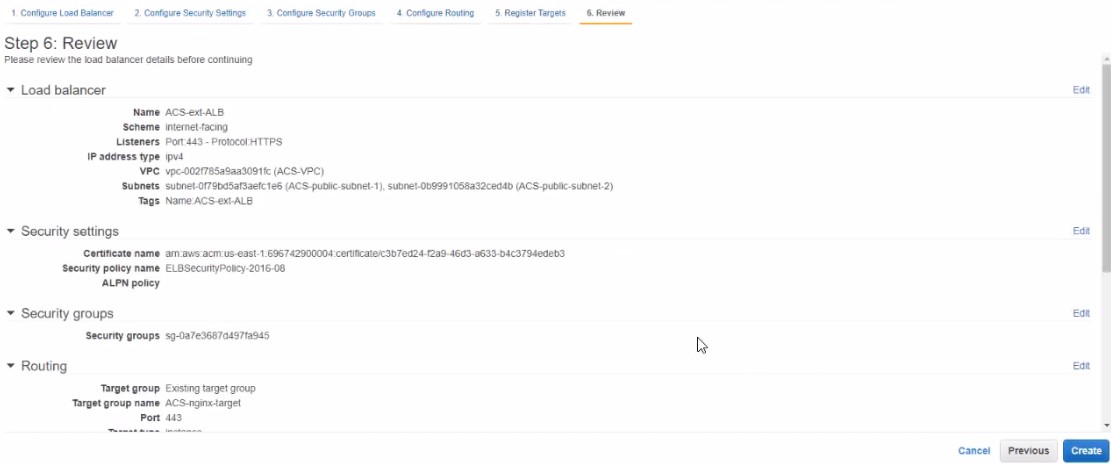 1. Configure Load Balancer 2. Configure Security Settings 3. Configure Security Groups 4. Configure Routing 5. Register Targets 6. Review
Step 6: Review
Please review the load balancer details before continuing
Load balancer Edit
Name ACS-ext-ALB
Scheme internet-facing
Listeners Port:443 - Protocol:HTTPS
IP address type ipv4
VPC vpc-002f785a9aa3091fc (ACS-VPC)
Subnets subnet-0f79bd5af3aefc1e6 (ACS-public-subnet-1), subnet-0b9991058a32ced4b (ACS-public-subnet-2)
Tags Name:ACS-ext-ALB
Security settings Edit
Certificate name arn:aws:acm:us-east-1:696742900004:certificate/c3b7ed24-f2a9-46d3-a633-b4c3794edeb3
Security policy name ELBSecurityPolicy-2016-08
ALPN policy
Security groups Edit
Security groups sg-0a7e3687d497fa945
Routing Edit
Target group Existing target group
Target group name ACS-nginx-target
Port 443
Target type instance
Cancel Previous Create